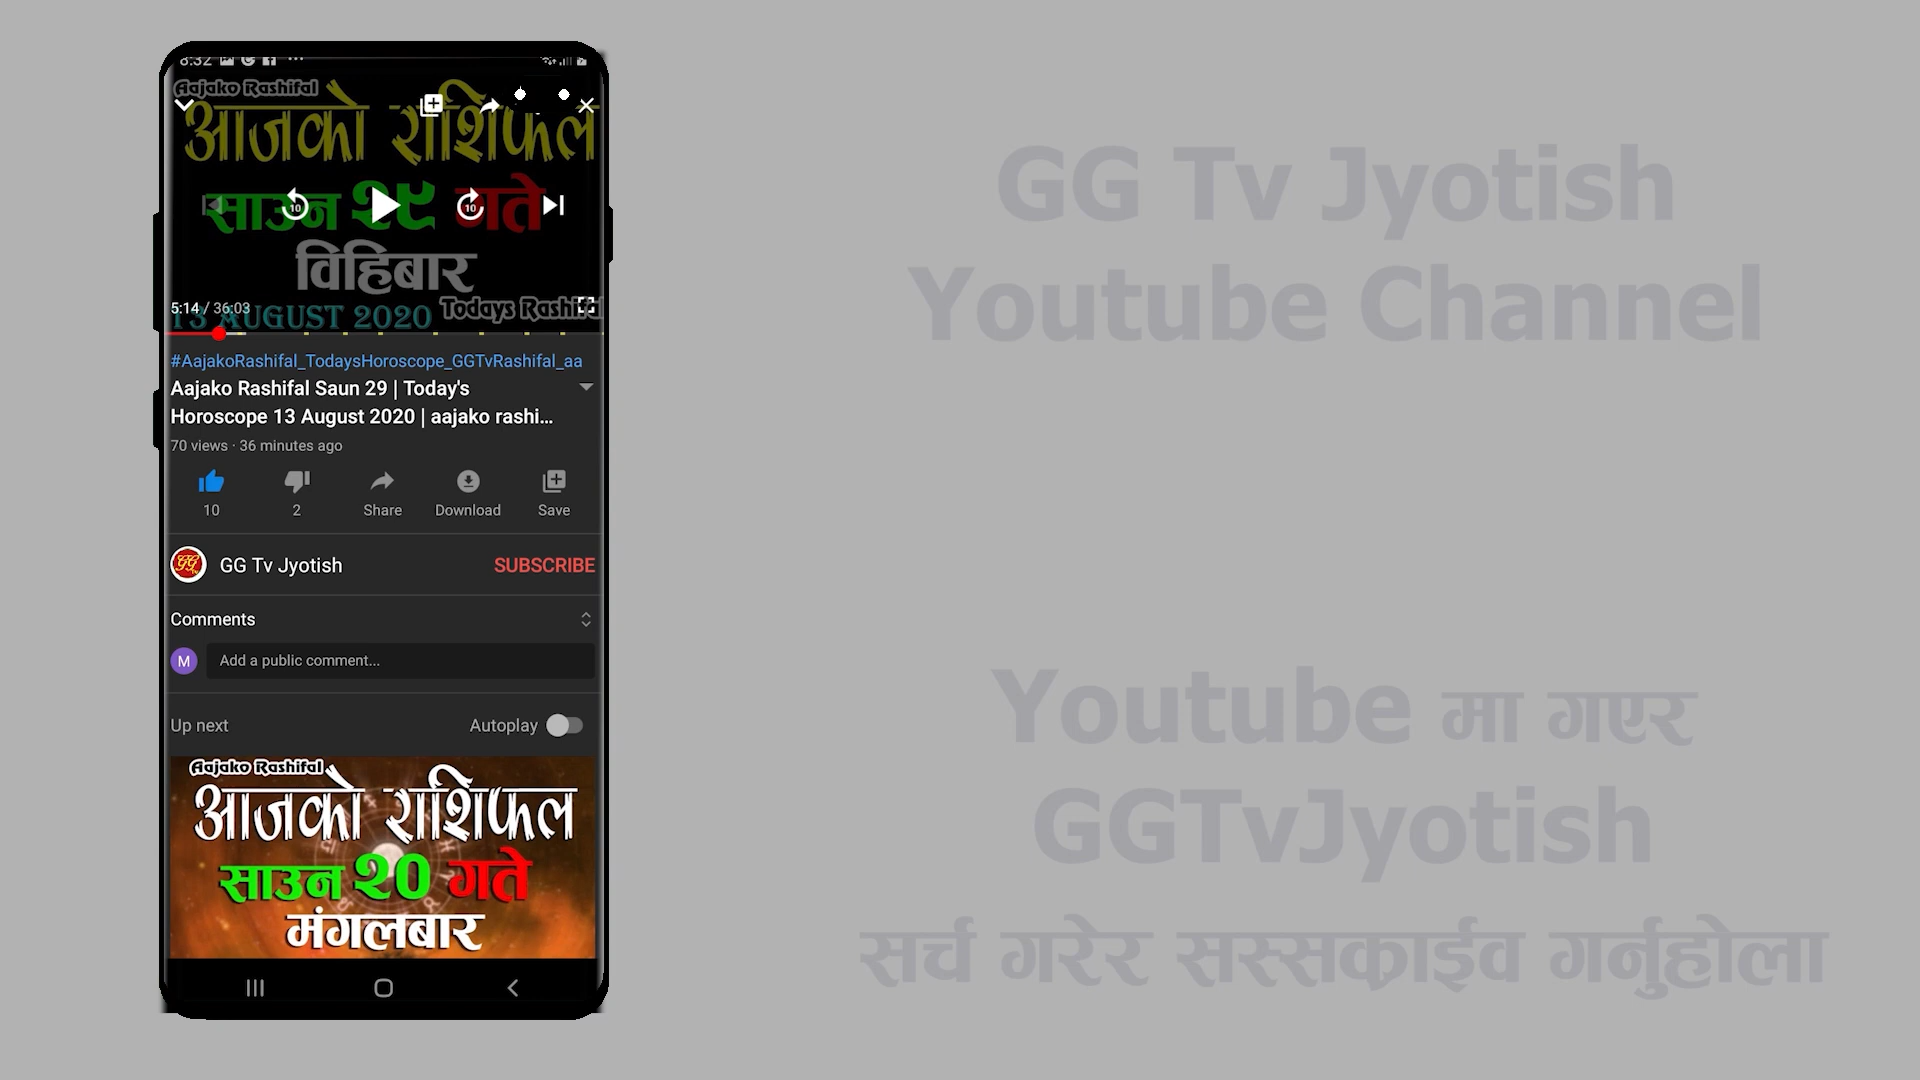 8:32
Aajako Rashifal
आजको राशिफल
साउन २९ गते
विहिबार
5:14 / 36:03
13 AUGUST 2020
Todays Rashifal
#AajakoRashifal_TodaysHoroscope_GGTvRashifal_aa
Aajako Rashifal Saun 29 | Today's
Horoscope 13 August 2020 | aajako rashi...
70 views · 36 minutes ago
10
2
Share
Download
Save
GG Tv Jyotish
SUBSCRIBE
Comments
M
Add a public comment...
Up next
Autoplay
Aajako Rashifal
आजको राशिफल
साउन २० गते
मंगलबार
GG Tv Jyotish
Youtube Channel
Youtube मा गएर
GGTvJyotish
सर्च गरेर सस्सक्राईव गर्नुहोला